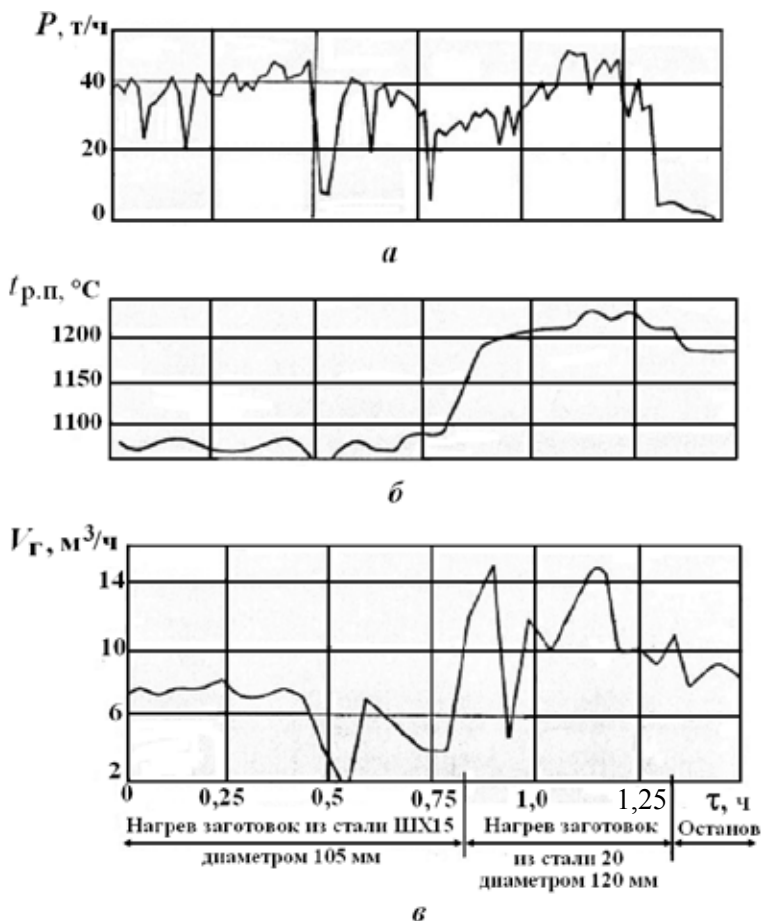 P, т/ч
40
20
0
а
tр.п, °C
1200
1150
1100
б
Vг, м³/ч
14
10
6
2
0 0,25 0,5 0,75 1,0 1,25 τ, ч
Нагрев заготовок из стали ШХ15
диаметром 105 мм
Нагрев заготовок
из стали 20
диаметром 120 мм
Останов
в